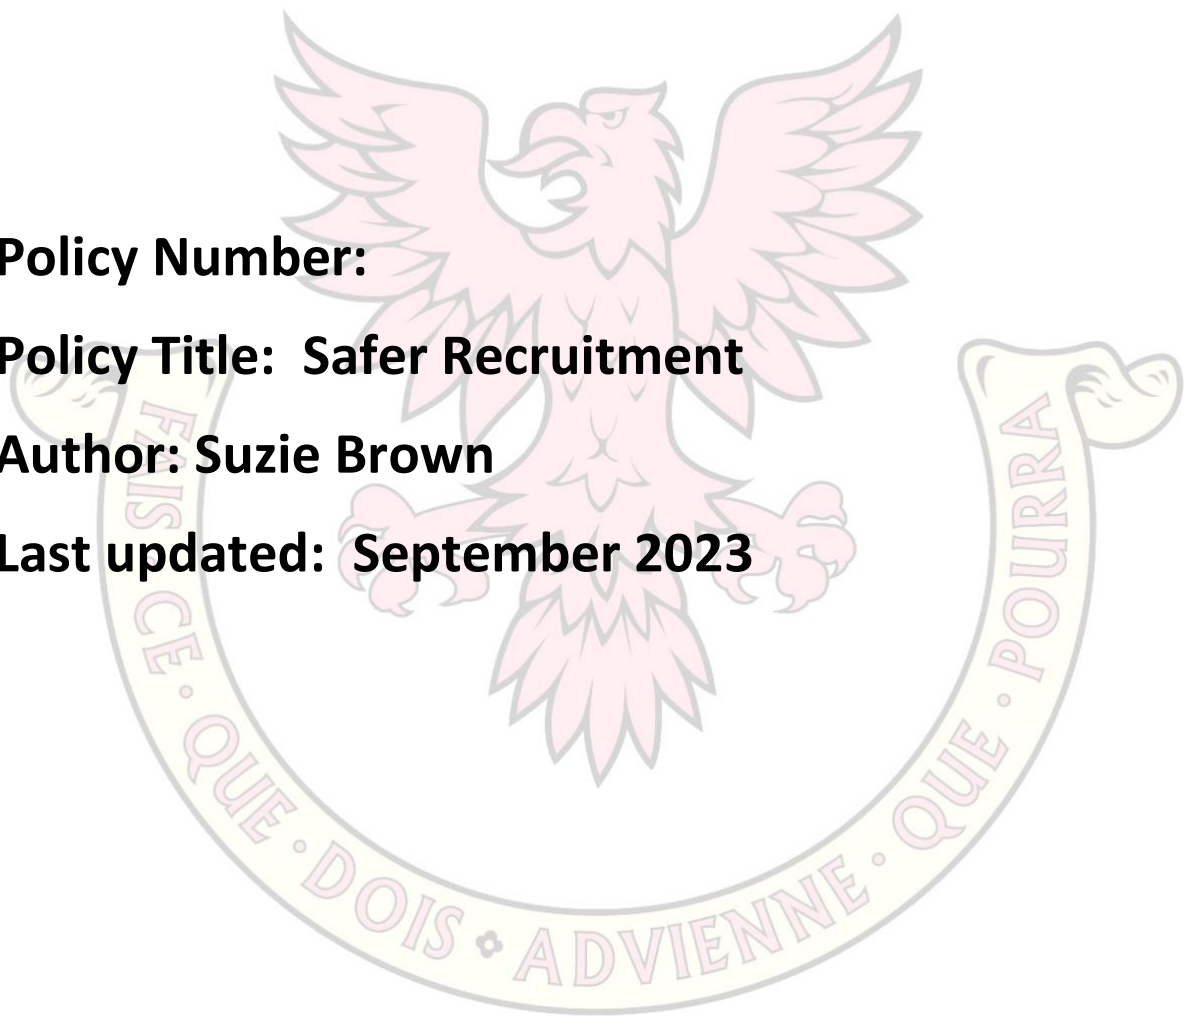 Policy Number:
Policy Title: Safer Recruitment
Author: Suzie Brown
Last updated: September 2023
FAIS CE · QUE · DOIS · ADVIENNE · QUE · POURRA